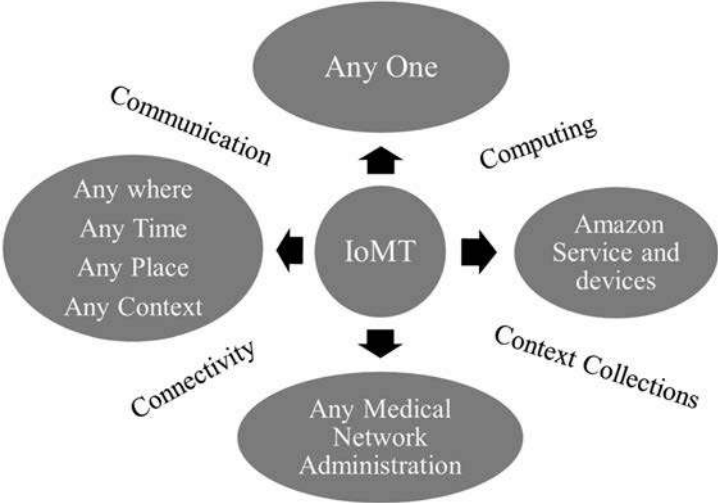 Any One
Communication
Computing
Any where
Any Time
Any Place
Any Context
IoMT
Amazon
Service and
devices
Connectivity
Context Collections
Any Medical
Network
Administration